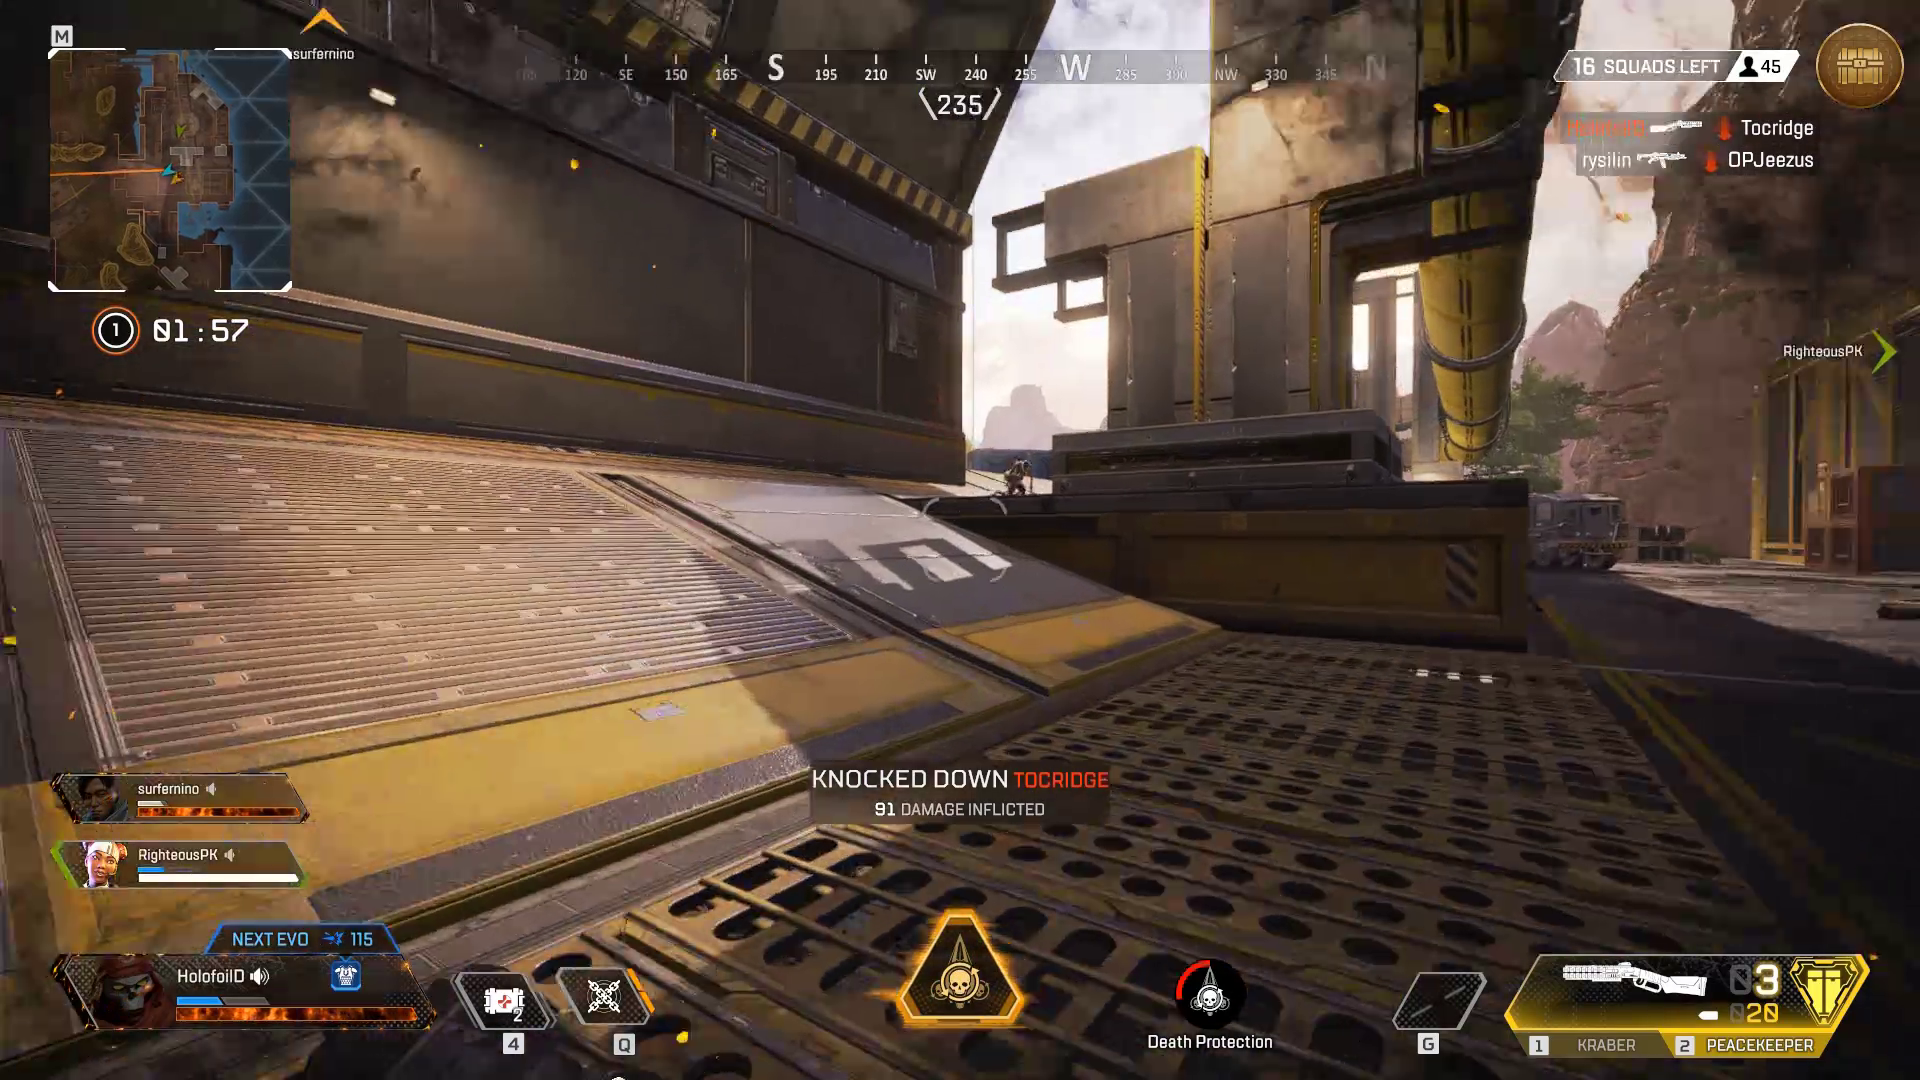 M
surfernino
120 SE 150 165 S 195 210 SW 240 255 W 285 300 NW 330 345 N
235
16 SQUADS LEFT 45
HolofoilD Tocridge
rysilin OPJeezus
1 01:57
RighteousPK
KNOCKED DOWN TOCRIDGE
91 DAMAGE INFLICTED
surfernino
RighteousPK
NEXT EVO 115
HolofoilD
2
4
Q
Death Protection
G
03
020
1 KRABER 2 PEACEKEEPER